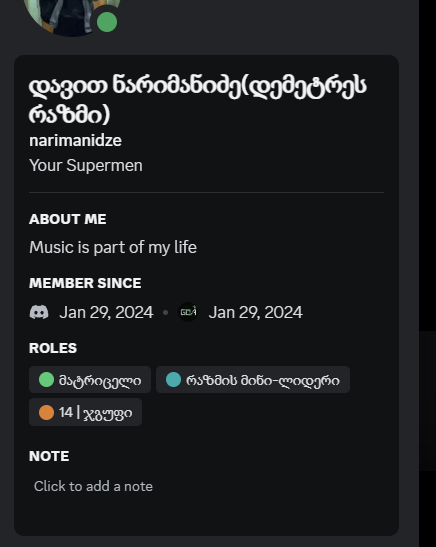 დავით ნარიმანიძე(დემეტრეს
რაზმი)
narimanidze
Your Supermen
ABOUT ME
Music is part of my life
MEMBER SINCE
Jan 29, 2024 • GOA Jan 29, 2024
ROLES
მატრიცელი რაზმის მინი-ლიდერი
14 | ჯგუფი
NOTE
Click to add a note